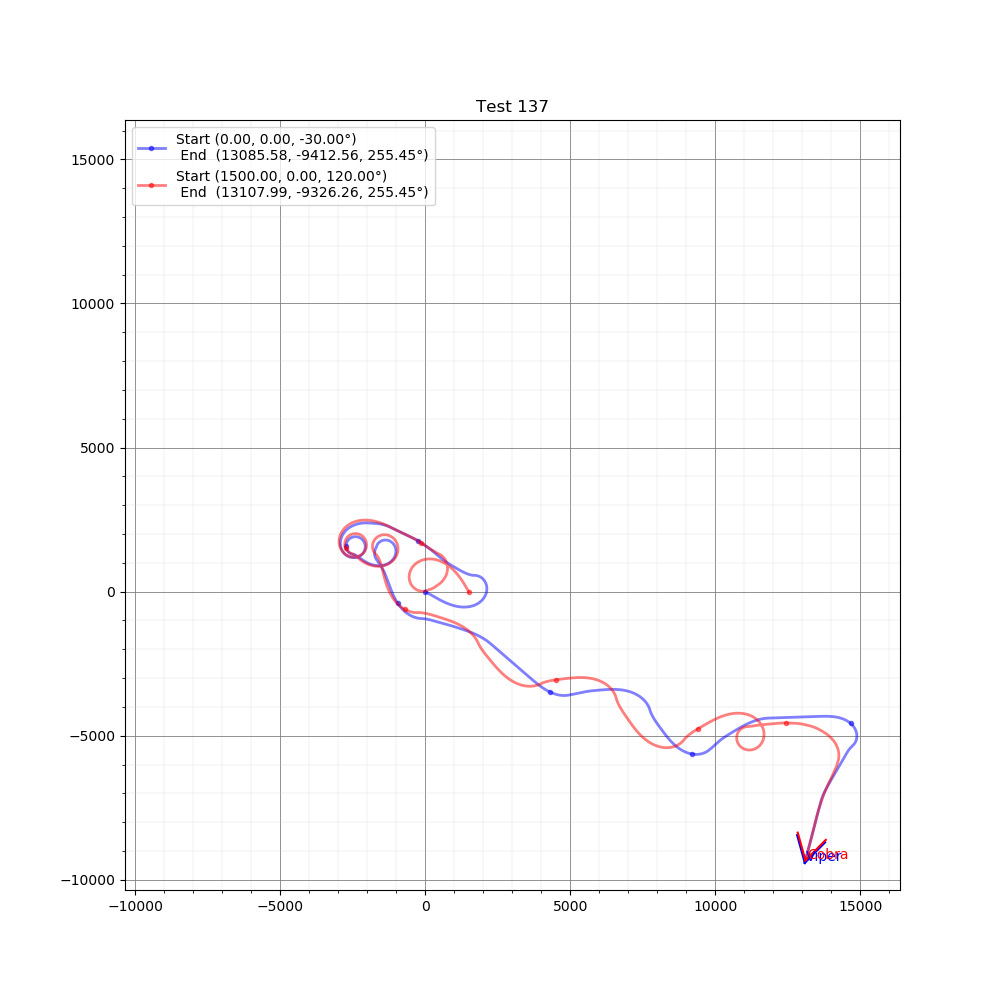 Test 137
Start (0.00, 0.00, -30.00°)
End  (13085.58, -9412.56, 255.45°)
Start (1500.00, 0.00, 120.00°)
End  (13107.99, -9326.26, 255.45°)
15000
10000
5000
0
−5000
−10000
Cobra
Viper
−10000
−5000
0
5000
10000
15000